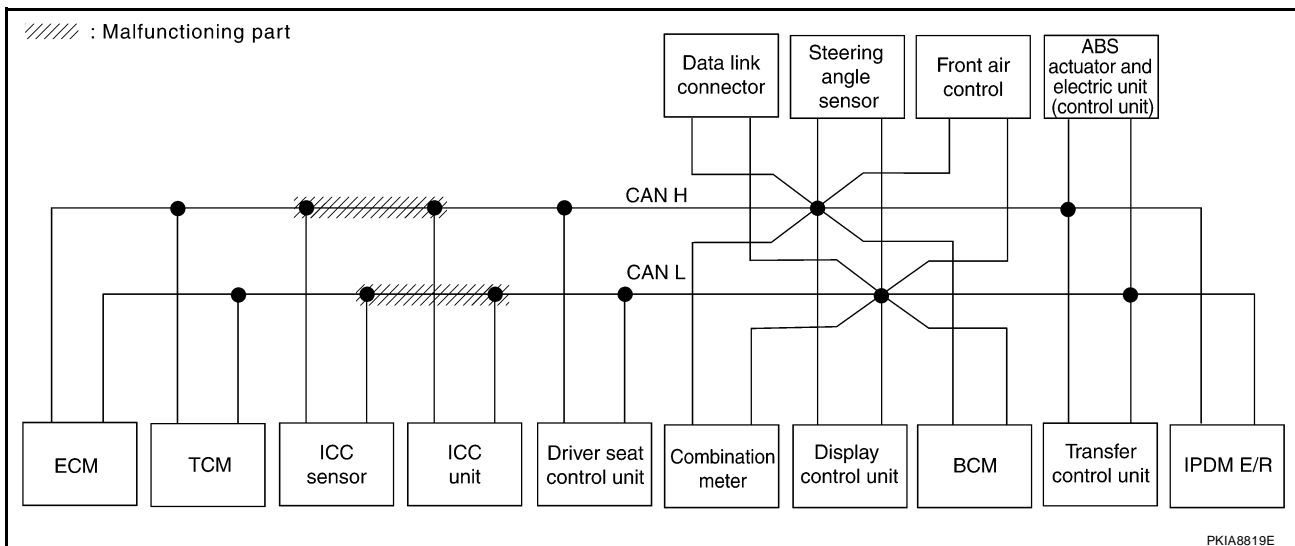 : Malfunctioning part
Data link
connector
Steering
angle
sensor
Front air
control
ABS
actuator and
electric unit
(control unit)
CAN H
CAN L
ECM
TCM
ICC
sensor
ICC
unit
Driver seat
control unit
Combination
meter
Display
control unit
BCM
Transfer
control unit
IPDM E/R
PKIA8819E